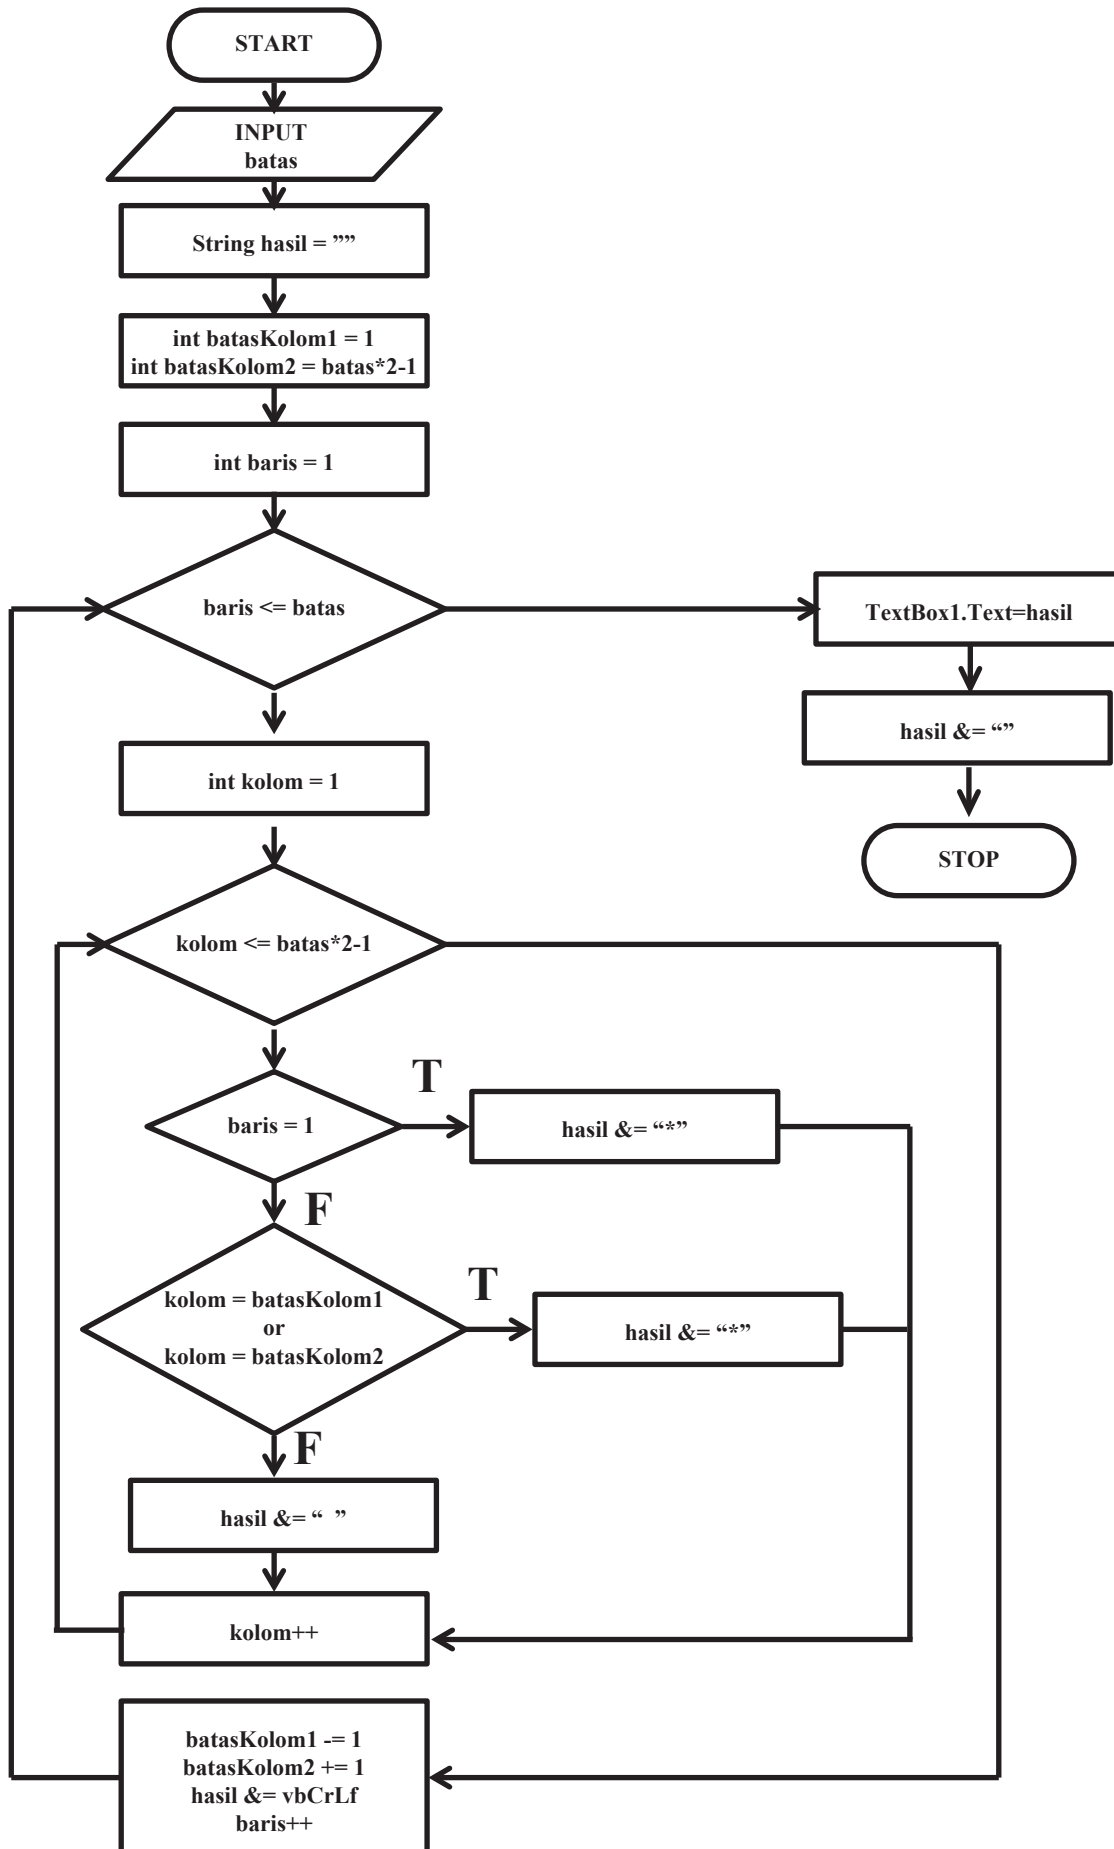 START
INPUT
batas
String hasil = ””
int batasKolom1 = 1
int batasKolom2 = batas*2-1
int baris = 1
baris <= batas
TextBox1.Text=hasil
hasil &= “”
STOP
int kolom = 1
kolom <= batas*2-1
baris = 1
T
hasil &= “*”
F
kolom = batasKolom1
or
kolom = batasKolom2
T
hasil &= “*”
F
hasil &= “ ”
kolom++
batasKolom1 -= 1
batasKolom2 += 1
hasil &= vbCrLf
baris++